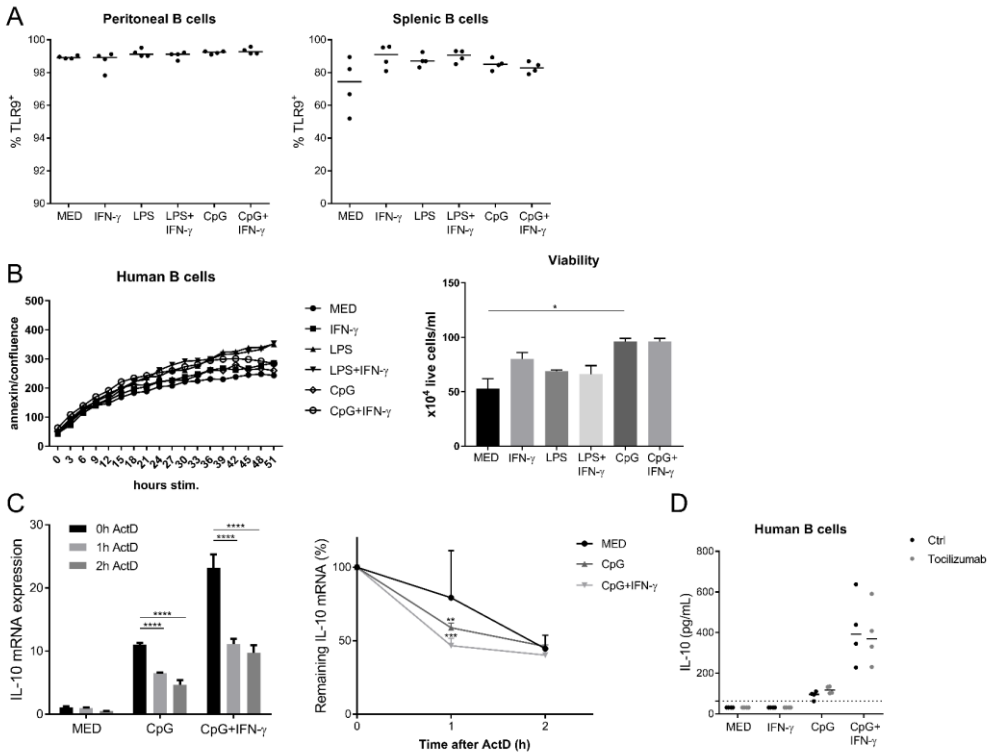 A
Peritoneal B cells
% TLR9+
100
98
96
94
92
90
MED
IFN-γ
LPS
LPS+
IFN-γ
CpG
CpG+
IFN-γ
Splenic B cells
% TLR9+
100
80
60
40
20
0
MED
IFN-γ
LPS
LPS+
IFN-γ
CpG
CpG+
IFN-γ
B
Human B cells
annexin/confluence
500
400
300
200
100
0
0 3 6 9 12 15 18 21 24 27 30 33 36 39 42 45 48 51
hours stim.
MED
IFN-γ
LPS
LPS+IFN-γ
CpG
CpG+IFN-γ
Viability
x10⁴ live cells/ml
150
100
50
0
*
MED
IFN-γ
LPS
LPS+
IFN-γ
CpG
CpG+
IFN-γ
C
IL-10 mRNA expression
30
20
10
0
0h ActD
1h ActD
2h ActD
****
****
****
****
MED
CpG
CpG+IFN-γ
Remaining IL-10 mRNA (%)
100
50
0
**
***
0
1
2
Time after ActD (h)
MED
CpG
CpG+IFN-γ
D
Human B cells
IL-10 (pg/mL)
800
600
400
200
0
MED
IFN-γ
CpG
CpG+
IFN-γ
Ctrl
Tocilizumab